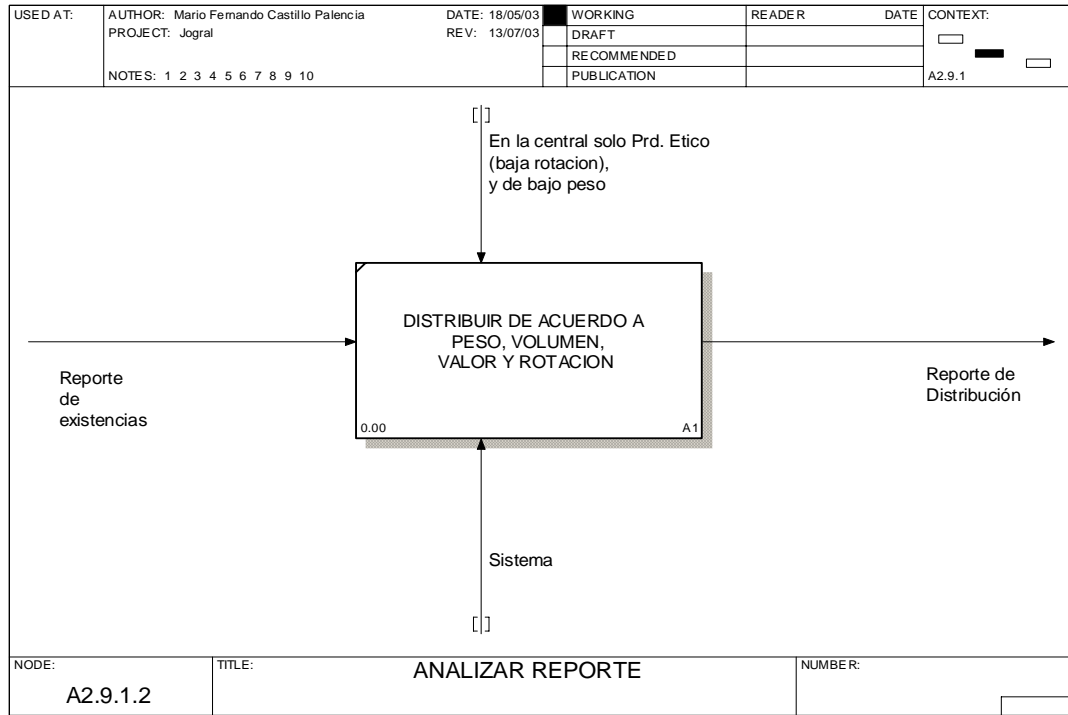 USED AT:
AUTHOR: Mario Fernando Castillo Palencia
DATE: 18/05/03
PROJECT: Jogral
REV: 13/07/03
NOTES: 1 2 3 4 5 6 7 8 9 10
WORKING
DRAFT
RECOMMENDED
PUBLICATION
READER DATE
CONTEXT:
A2.9.1
En la central solo Prd. Etico
(baja rotacion),
y de bajo peso
DISTRIBUIR DE ACUERDO A
PESO, VOLUMEN,
VALOR Y ROTACION
0.00
A1
Reporte
de
existencias
Reporte de
Distribución
Sistema
NODE:
A2.9.1.2
TITLE:
ANALIZAR REPORTE
NUMBER: